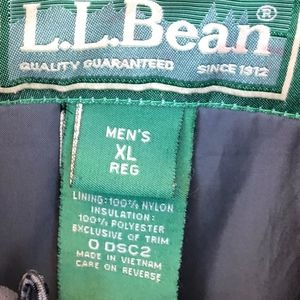 L.L.Bean®
QUALITY GUARANTEED SINCE 1912
MEN'S
XL
REG
LINING: 100% NYLON
INSULATION:
100% POLYESTER
EXCLUSIVE OF TRIM
0 DSC2
MADE IN VIETNAM
CARE ON REVERSE